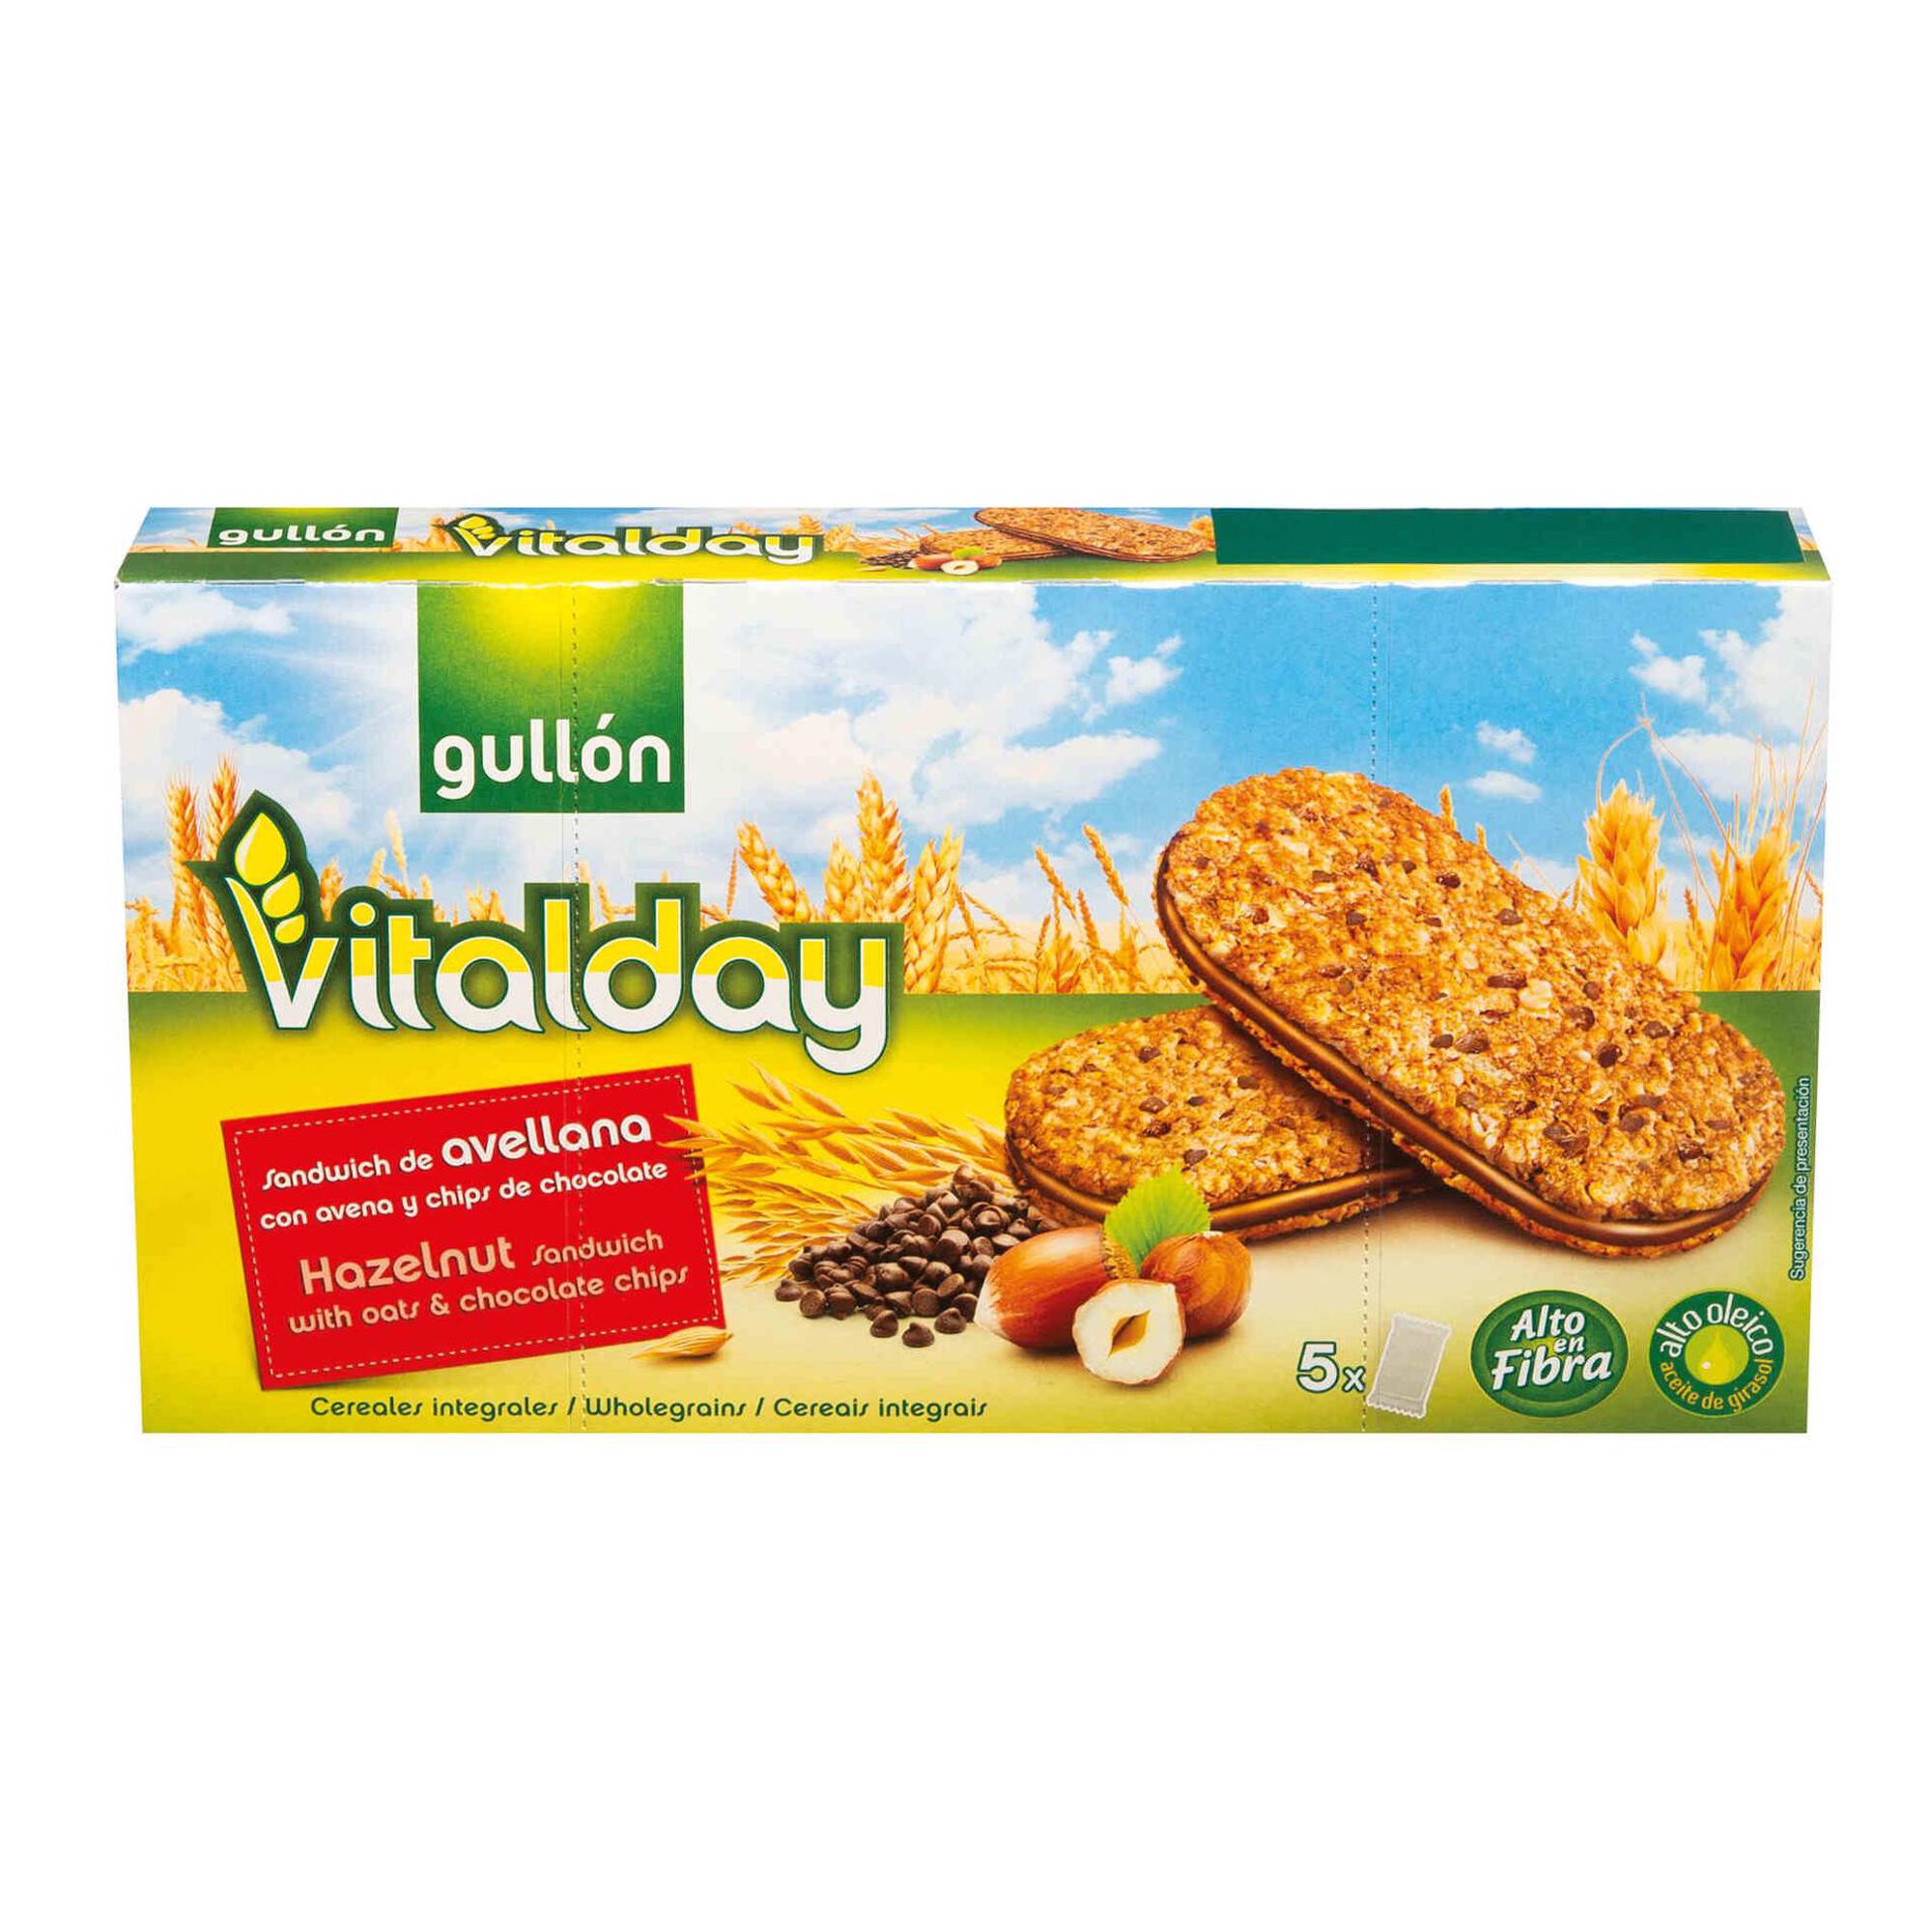 gullón Vitalday
gullón
Vitalday
Sandwich de avellana
con avena y chips de chocolate
Hazelnut sandwich
with oats & chocolate chips
Cereales integrales / Wholegrains / Cereais integrais
5x
Alto
en
Fibra
alto oleico
aceite de girasol
Sugerencia de presentación